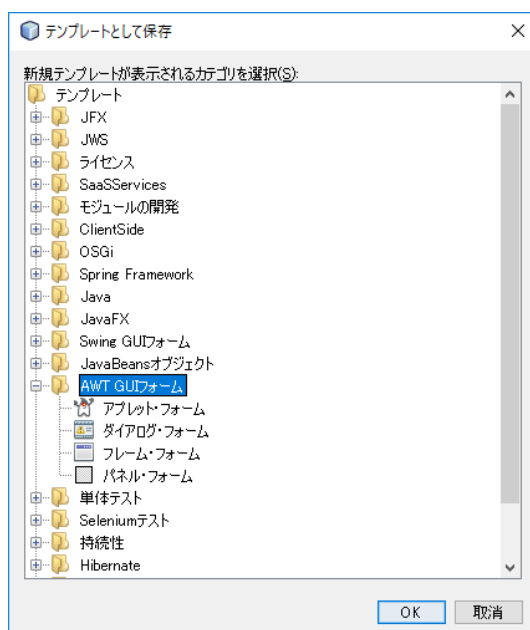 テンプレートとして保存
新規テンプレートが表示されるカテゴリを選択(S):
テンプレート
JFX
JWS
ライセンス
SaaSServices
モジュールの開発
ClientSide
OSGi
Spring Framework
Java
JavaFX
Swing GUIフォーム
JavaBeansオブジェクト
AWT GUIフォーム
アプレット・フォーム
ダイアログ・フォーム
フレーム・フォーム
パネル・フォーム
単体テスト
Seleniumテスト
持続性
Hibernate
OK
取消